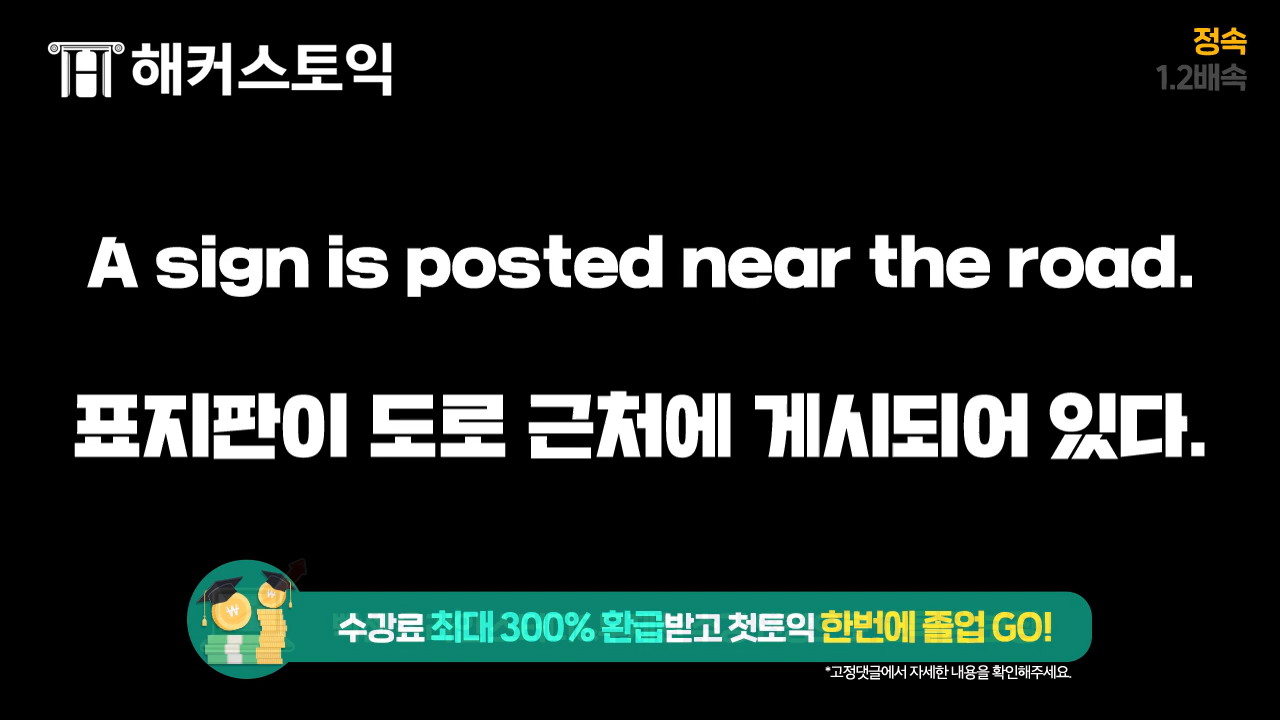 해커스토익
정속
1.2배속
A sign is posted near the road.
표지판이 도로 근처에 게시되어 있다.
수강료 최대 300% 환급받고 첫토익 한번에 졸업 GO!
*고정댓글에서 자세한 내용을 확인해주세요.